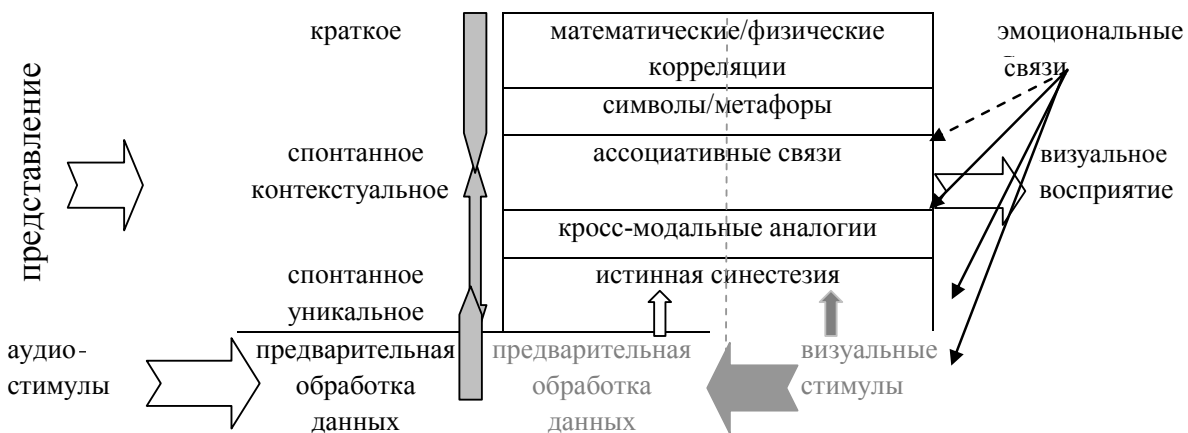 представление
краткое
спонтанное
контекстуальное
спонтанное
уникальное
математические/физические
корреляции
символы/метафоры
ассоциативные связи
кросс-модальные аналогии
истинная синестезия
эмоциональные
связи
визуальное
восприятие
аудио-
стимулы
предварительная
обработка
данных
предварительная
обработка
данных
визуальные
стимулы